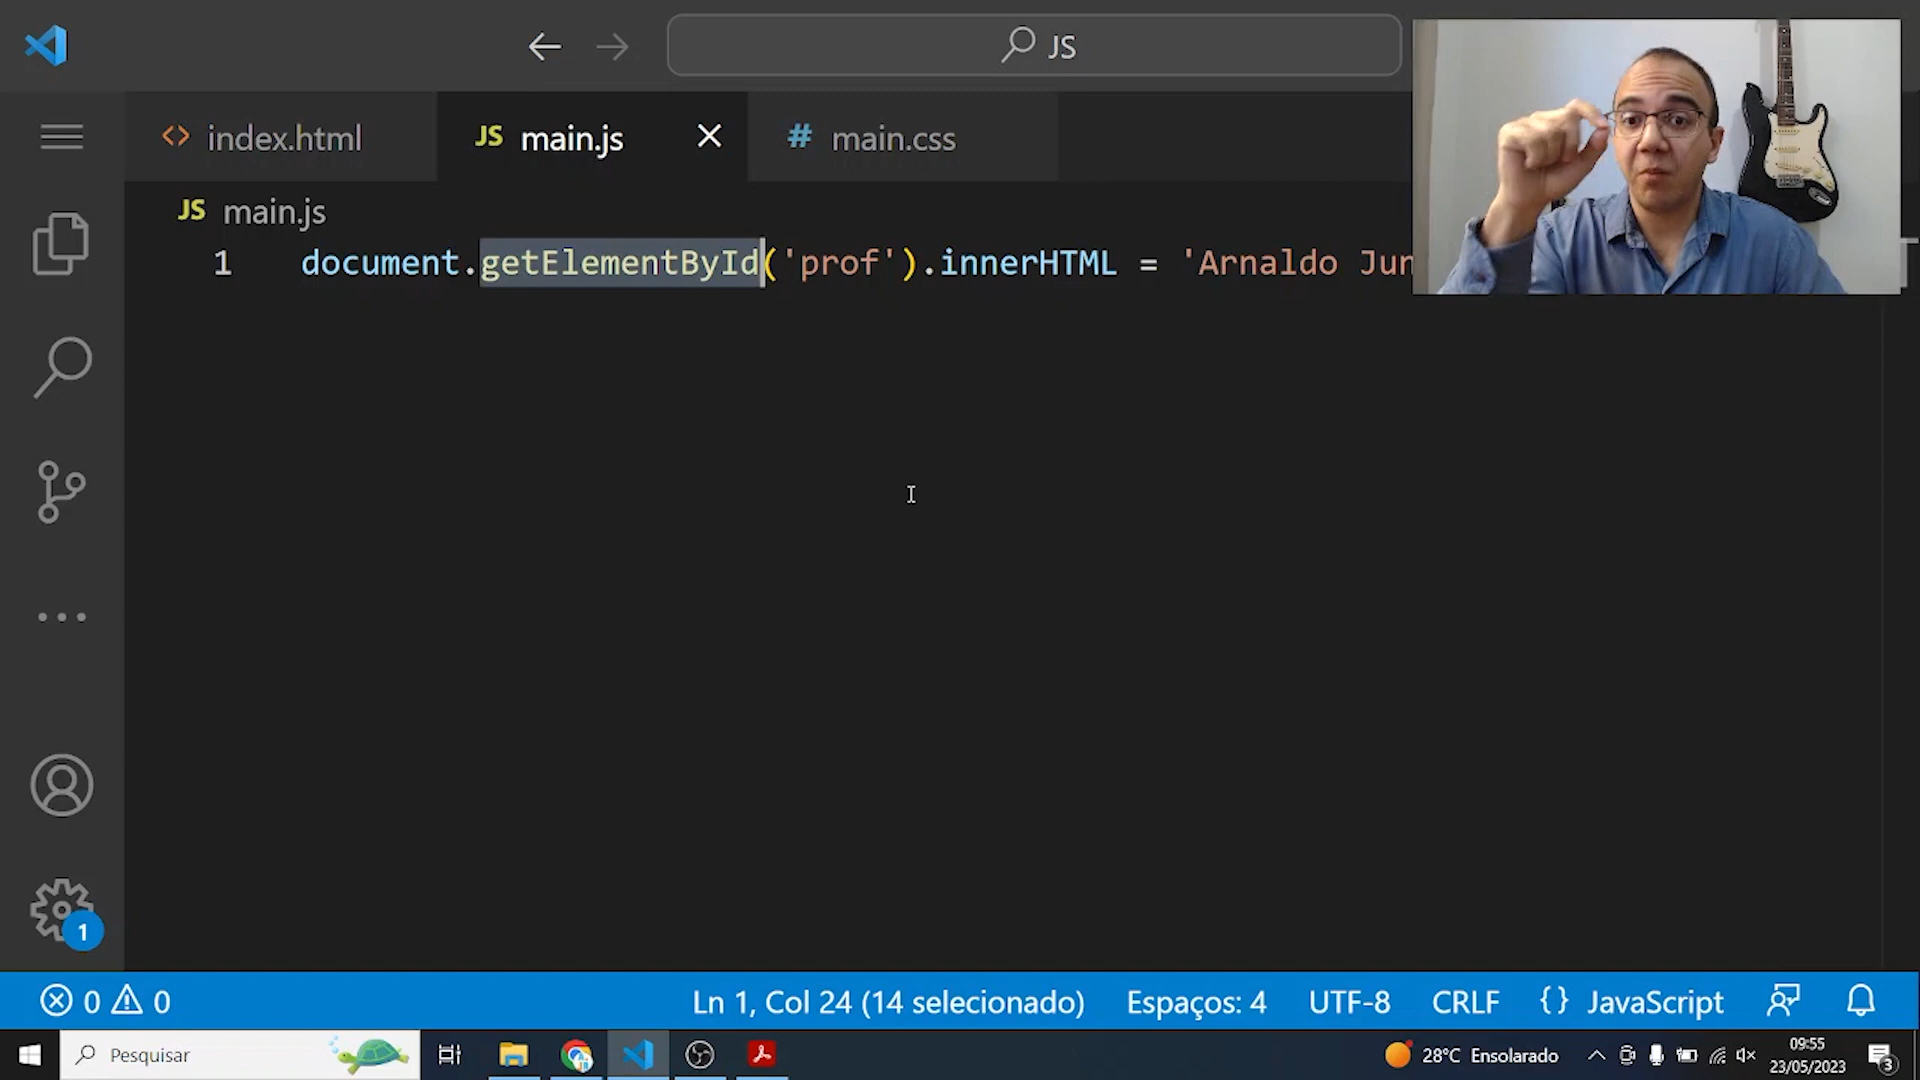 JS
index.html
JS main.js
# main.css
JS main.js
1 document.getElementById('prof').innerHTML = 'Arnaldo Jun
1
0 0
Ln 1, Col 24 (14 selecionado)
Espaços: 4
UTF-8
CRLF
{} JavaScript
Pesquisar
28°C Ensolarado
09:55
23/05/2023
3